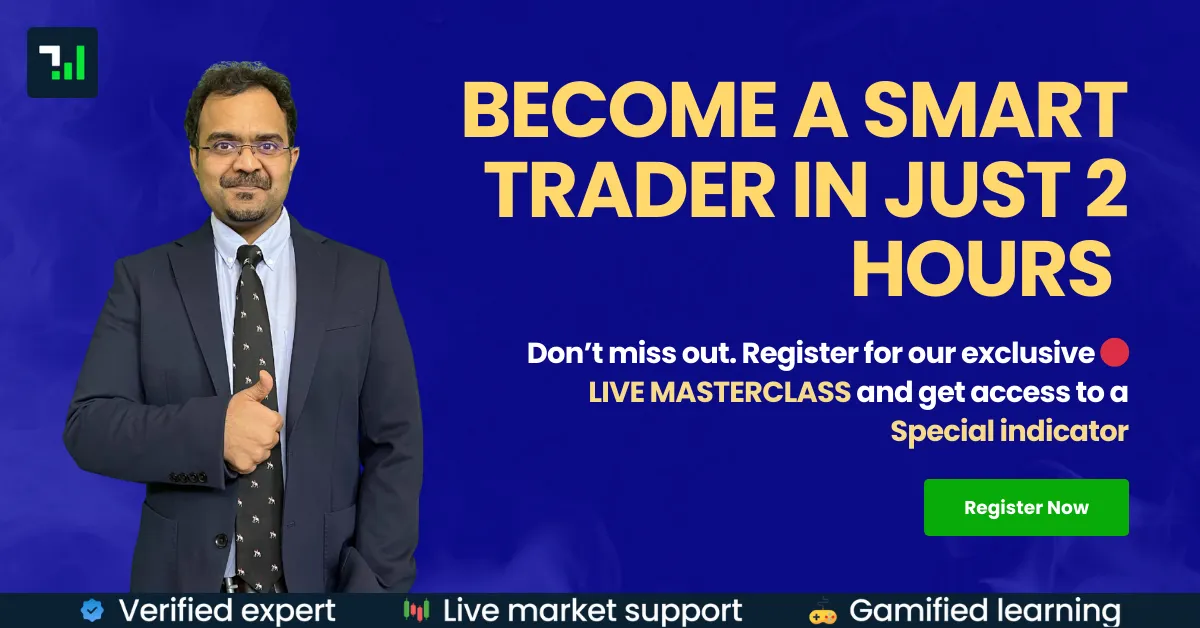 BECOME A SMART
TRADER IN JUST 2
HOURS
Don’t miss out. Register for our exclusive
LIVE MASTERCLASS and get access to a
Special indicator
Register Now
Verified expert
Live market support
Gamified learning